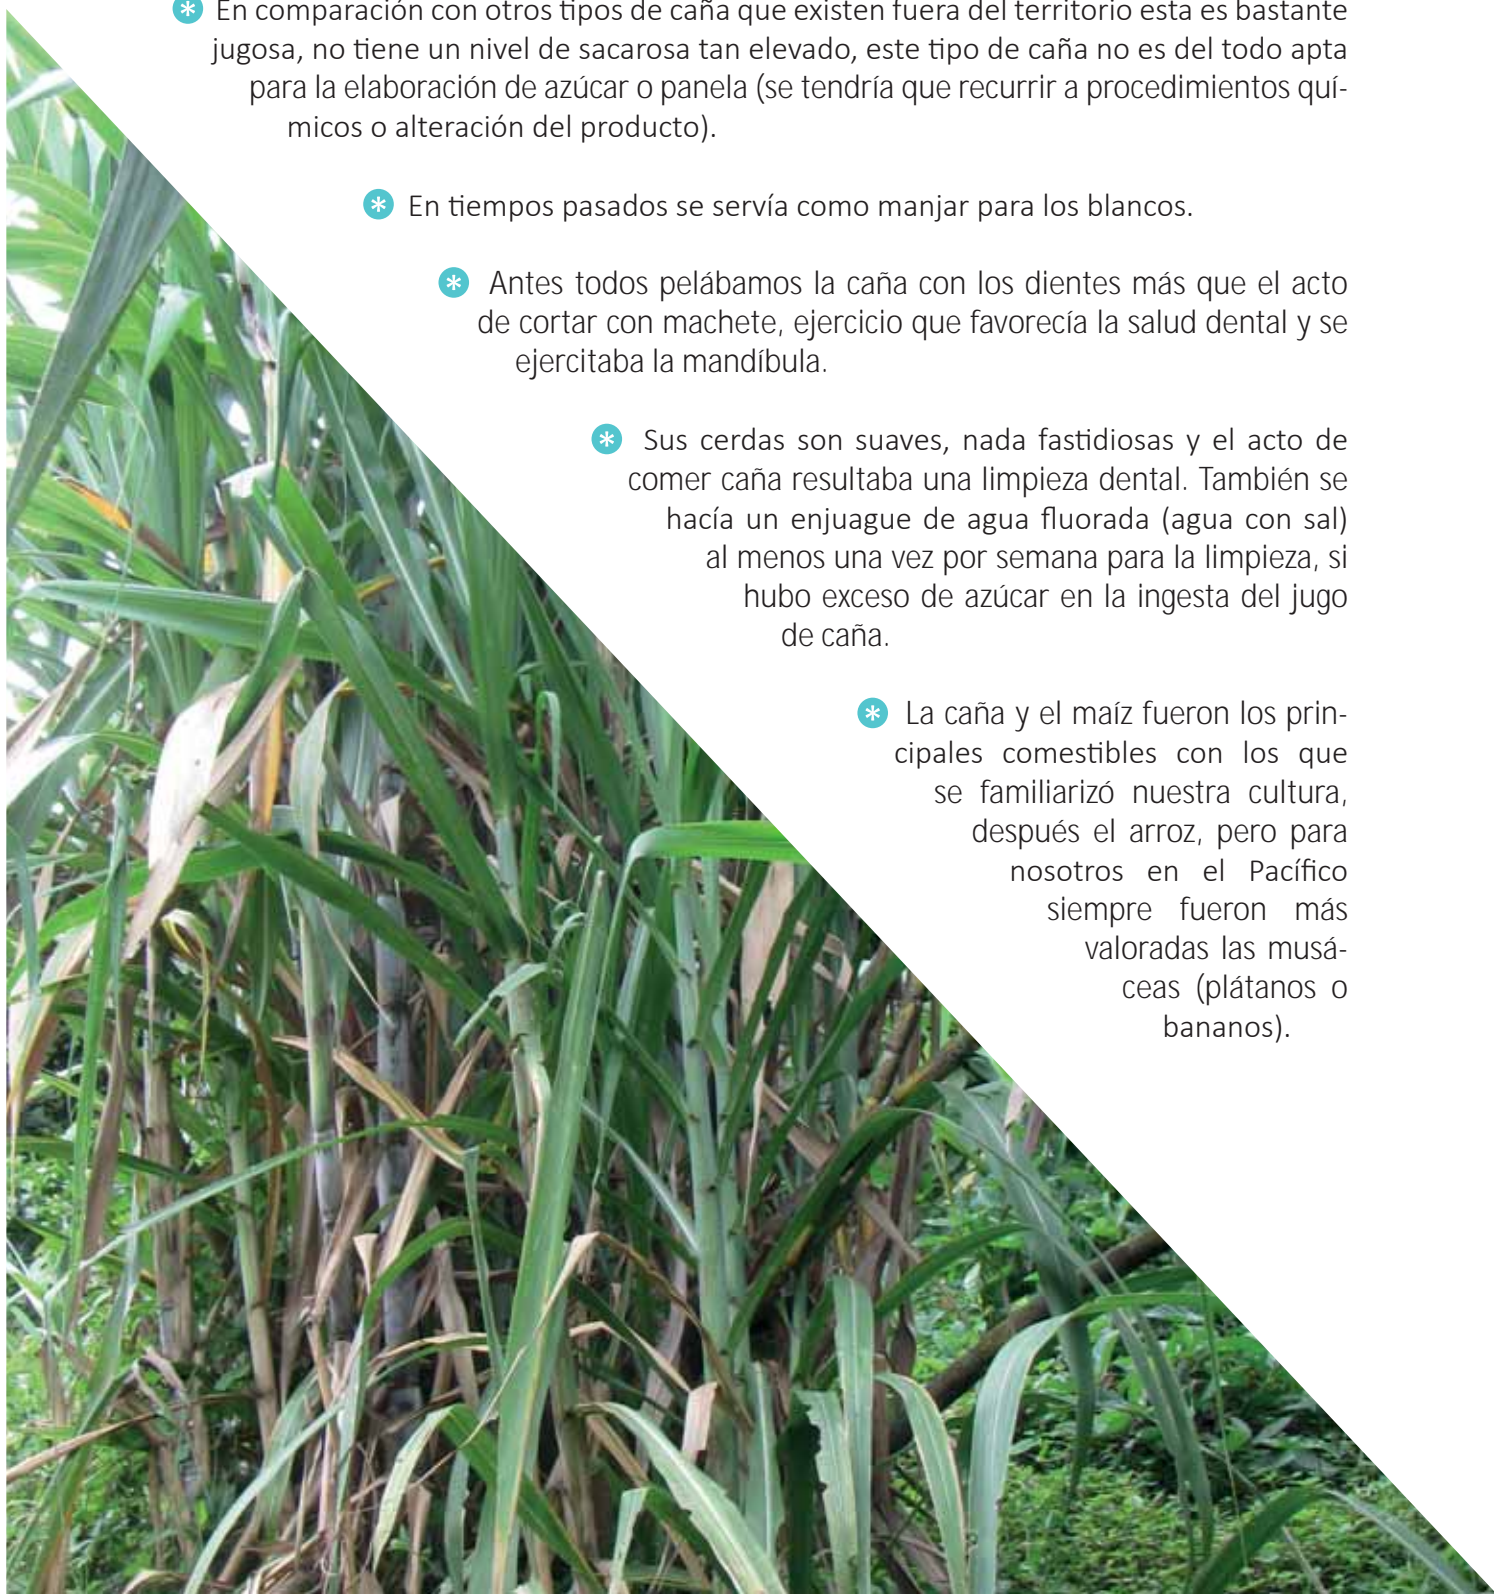 En comparación con otros tipos de caña que existen fuera del territorio esta es bastante
jugosa, no tiene un nivel de sacarosa tan elevado, este tipo de caña no es del todo apta
para la elaboración de azúcar o panela (se tendría que recurrir a procedimientos quí-
micos o alteración del producto).
En tiempos pasados se servía como manjar para los blancos.
Antes todos pelábamos la caña con los dientes más que el acto
de cortar con machete, ejercicio que favorecía la salud dental y se
ejercitaba la mandíbula.
Sus cerdas son suaves, nada fastidiosas y el acto de
comer caña resultaba una limpieza dental. También se
hacía un enjuague de agua fluorada (agua con sal)
al menos una vez por semana para la limpieza, si
hubo exceso de azúcar en la ingesta del jugo
de caña.
La caña y el maíz fueron los prin-
cipales comestibles con los que
se familiarizó nuestra cultura,
después el arroz, pero para
nosotros en el Pacífico
siempre fueron más
valoradas las musá-
ceas (plátanos o
bananos).